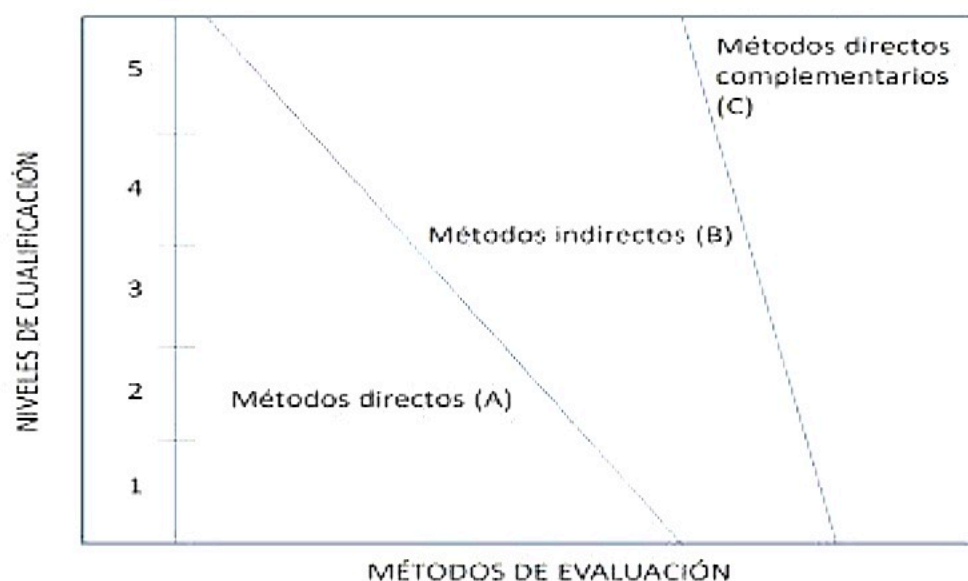 NIVELES DE CUALIFICACIÓN
5
4
3
2
1
Métodos directos
complementarios
(C)
Métodos indirectos (B)
Métodos directos (A)
MÉTODOS DE EVALUACIÓN